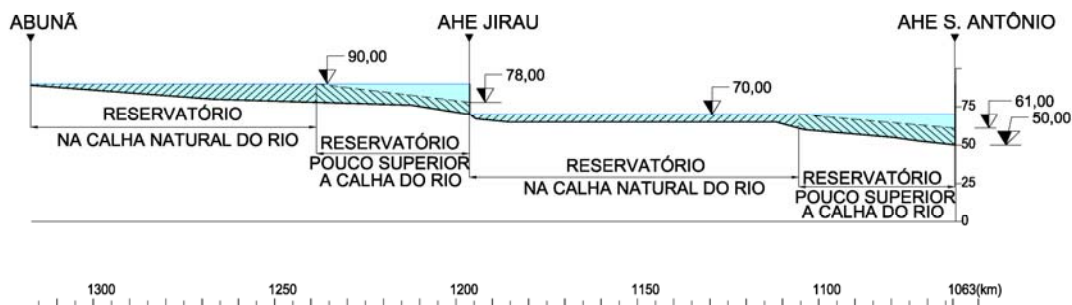 ABUNÃ
AHE JIRAU
AHE S. ANTÔNIO
90,00
78,00
70,00
61,00
50,00
75
50
25
0
RESERVATÓRIO
NA CALHA NATURAL DO RIO
RESERVATÓRIO
POUCO SUPERIOR
A CALHA DO RIO
RESERVATÓRIO
NA CALHA NATURAL DO RIO
RESERVATÓRIO
POUCO SUPERIOR
A CALHA DO RIO
1300 1250 1200 1150 1100 1063(km)